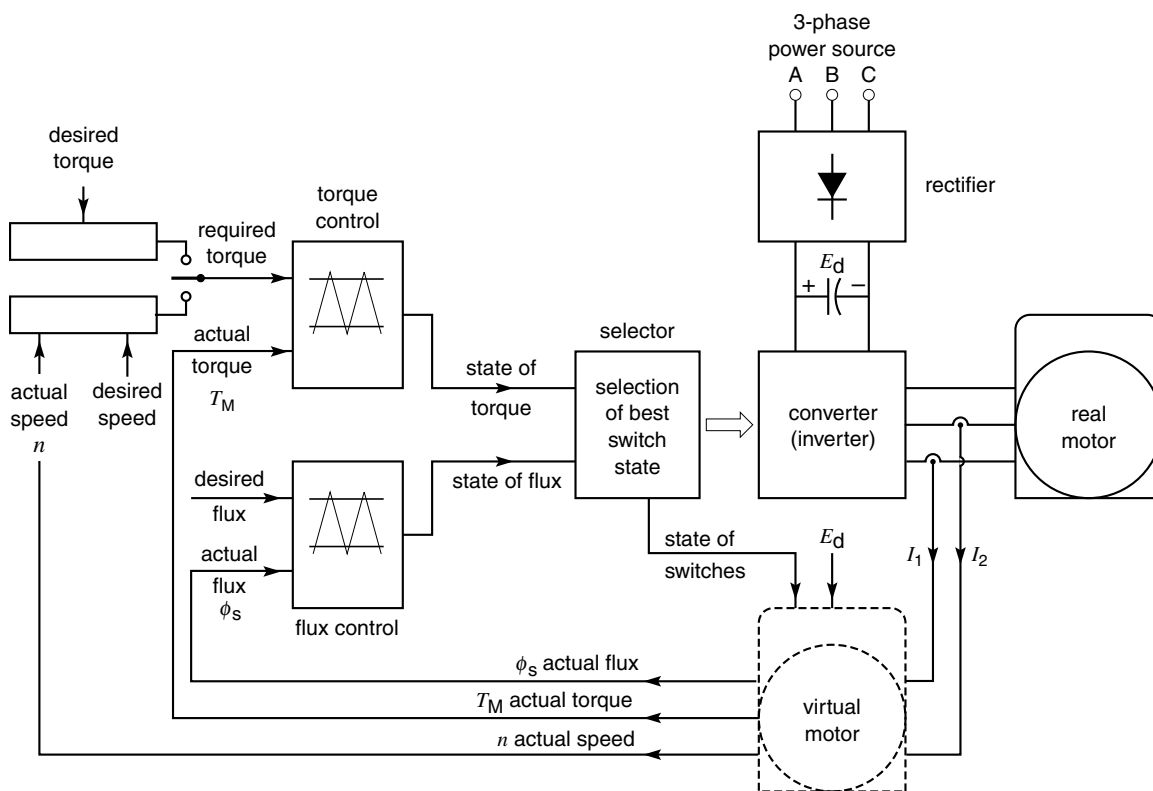 3-phase
power source
A B C
rectifier
E_d
+ −
desired
torque
required
torque
torque
control
actual
torque
T_M
actual
speed
n
desired
speed
state of
torque
selector
selection
of best
switch
state
converter
(inverter)
real
motor
desired
flux
actual
flux
ϕ_s
flux control
state of flux
state of
switches
E_d
I_1 I_2
ϕ_s actual flux
T_M actual torque
n actual speed
virtual
motor